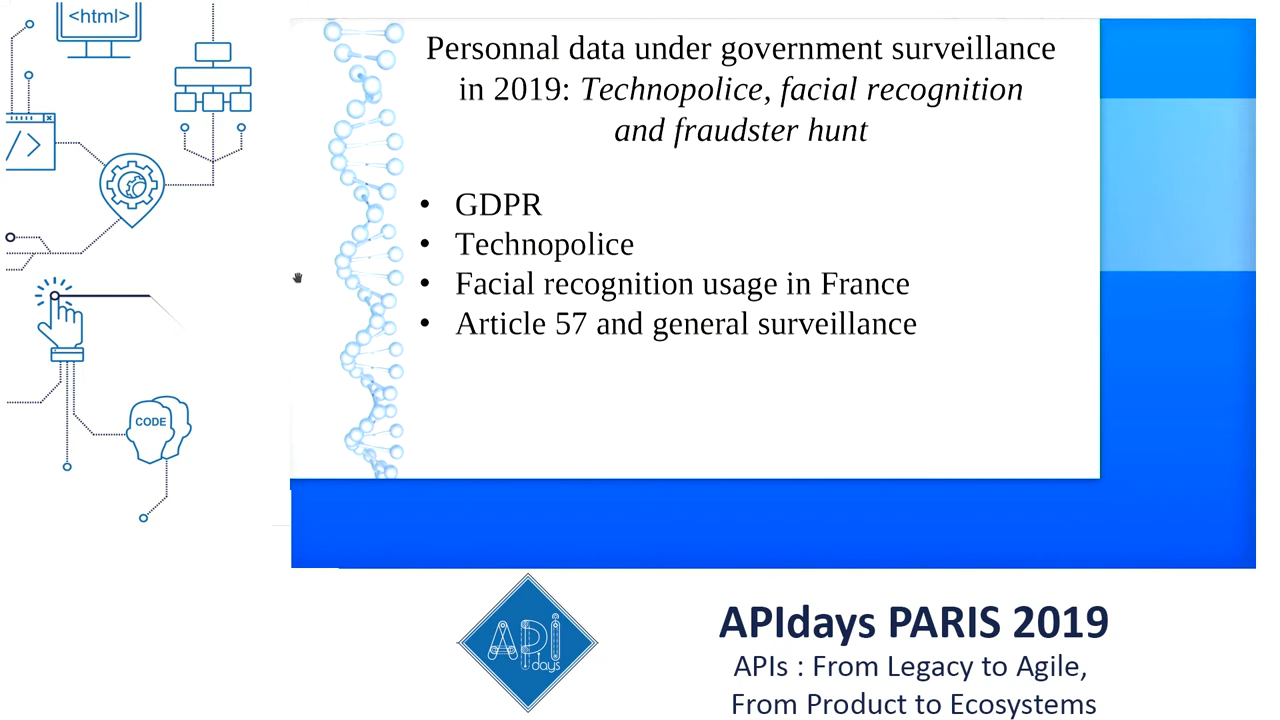 <html>
Personnal data under government surveillance
in 2019: Technopolice, facial recognition
and fraudster hunt
• GDPR
• Technopolice
• Facial recognition usage in France
• Article 57 and general surveillance
</>
CODE
API
days
APIdays PARIS 2019
APIs : From Legacy to Agile,
From Product to Ecosystems